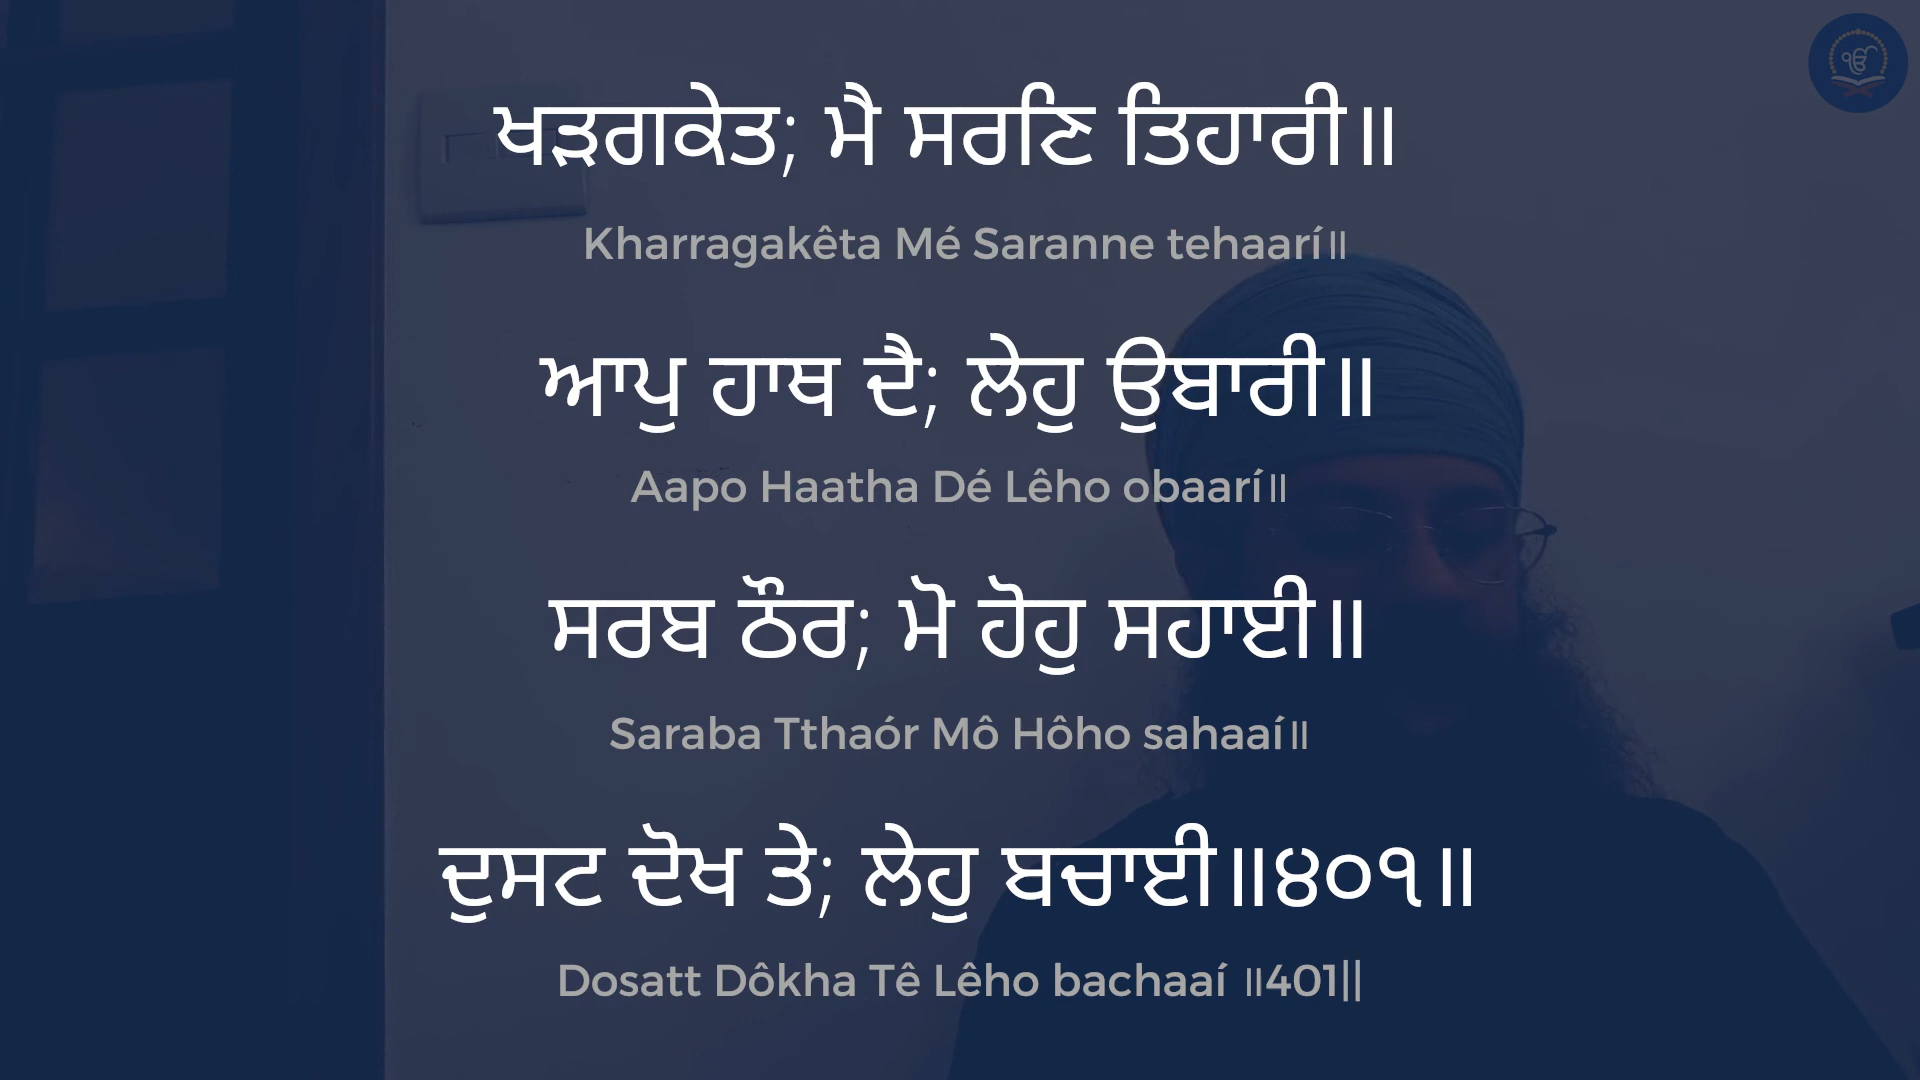 ਖੜਗਕੇਤ; ਮੈ ਸਰਣਿ ਤਿਹਾਰੀ॥
Kharragakêta Mé Saranne tehaarí॥
ਆਪੁ ਹਾਥ ਦੈ; ਲੇਹੁ ਉਬਾਰੀ॥
Aapo Haatha Dé Lêho obaarí॥
ਸਰਬ ਠੌਰ; ਮੋ ਹੋਹੁ ਸਹਾਈ॥
Saraba Tthaór Mô Hôho sahaaí॥
ਦੁਸਟ ਦੋਖ ਤੇ; ਲੇਹੁ ਬਚਾਈ॥੪੦੧॥
Dosatt Dôkha Tê Lêho bachaaí ॥401||
ੴ